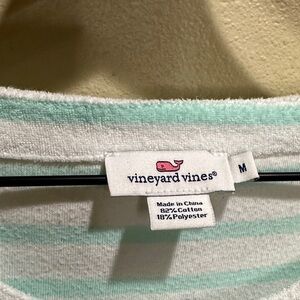 vineyard vines®
M
Made in China
82% Cotton
18% Polyester